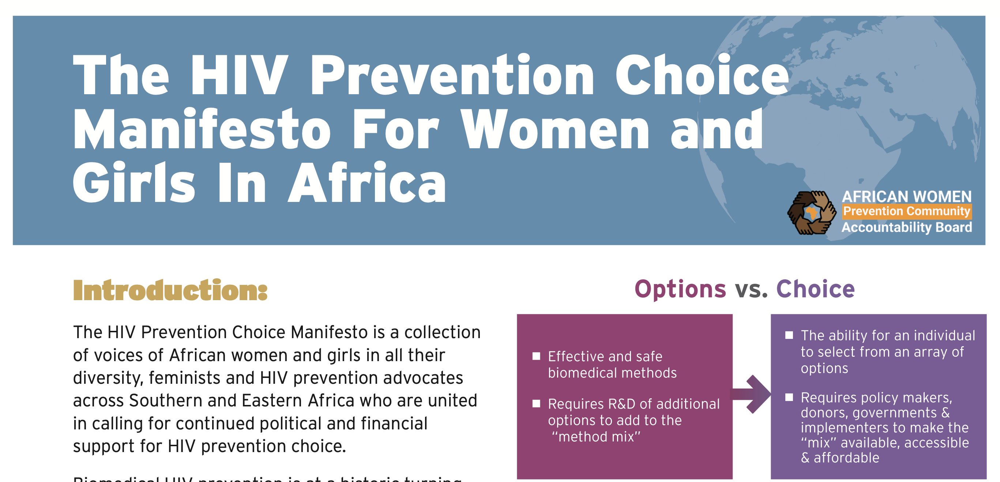 The HIV Prevention Choice
Manifesto For Women and
Girls In Africa
AFRICAN WOMEN
Prevention Community
Accountability Board
Introduction:
The HIV Prevention Choice Manifesto is a collection
of voices of African women and girls in all their
diversity, feminists and HIV prevention advocates
across Southern and Eastern Africa who are united
in calling for continued political and financial
support for HIV prevention choice.
Biomedical HIV prevention is at a historic turning
Options vs. Choice
■ Effective and safe
biomedical methods
■ Requires R&D of additional
options to add to the
“method mix”
■ The ability for an individual
to select from an array of
options
■ Requires policy makers,
donors, governments &
implementers to make the
“mix” available, accessible
& affordable